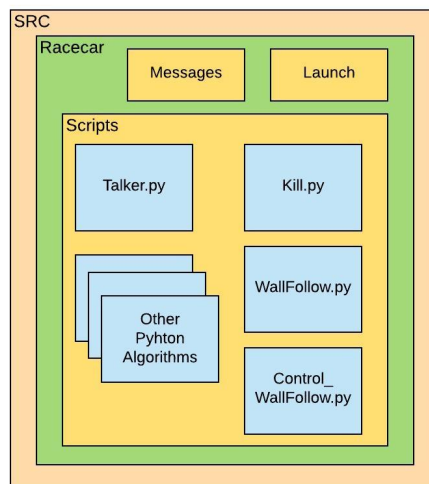 SRC
Racecar
Messages
Launch
Scripts
Talker.py
Kill.py
WallFollow.py
Other
Pyhton
Algorithms
Control_
WallFollow.py